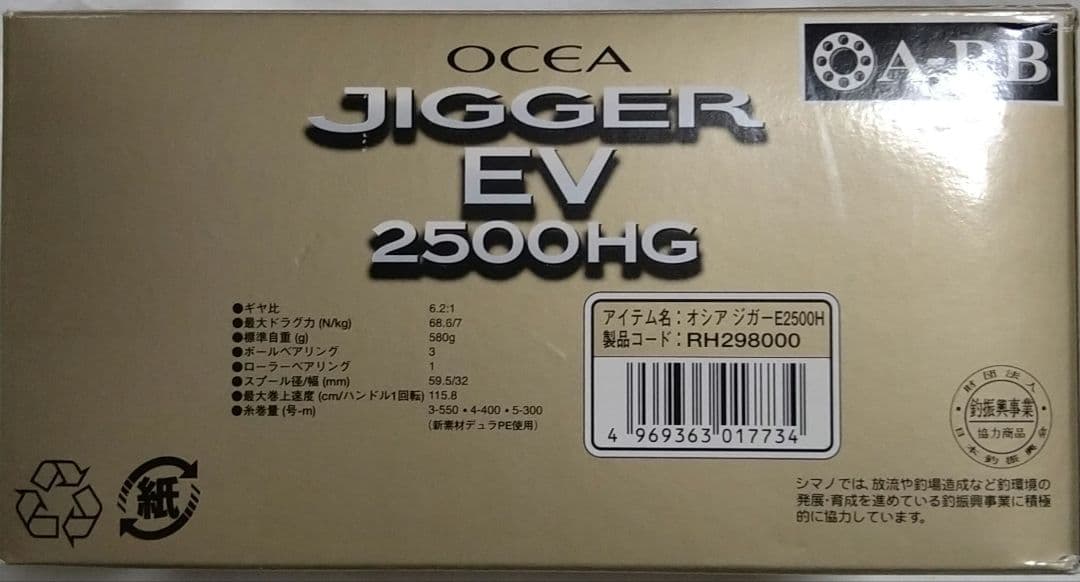 OCEA
A-RB
JIGGER
EV
2500HG
●ギヤ比 6.2:1
●最大ドラグ力 (N/kg) 68.6/7
●標準自重 (g) 580g
●ボールベアリング 3
●ローラーベアリング 1
●スプール径/幅 (mm) 59.5/32
●最大巻上速度 (cm/ハンドル1回転) 115.8
●糸巻量 (号-m) 3-550・4-400・5-300
(新素材デュラPE使用)
アイテム名:オシア ジガーE2500H
製品コード:RH298000
4 969363 017734
財団法人
釣振興事業
協力商品
日本釣振興会
紙
シマノでは、放流や釣場造成など釣環境の
発展・育成を進めている釣振興事業に積極
的に協力しています。